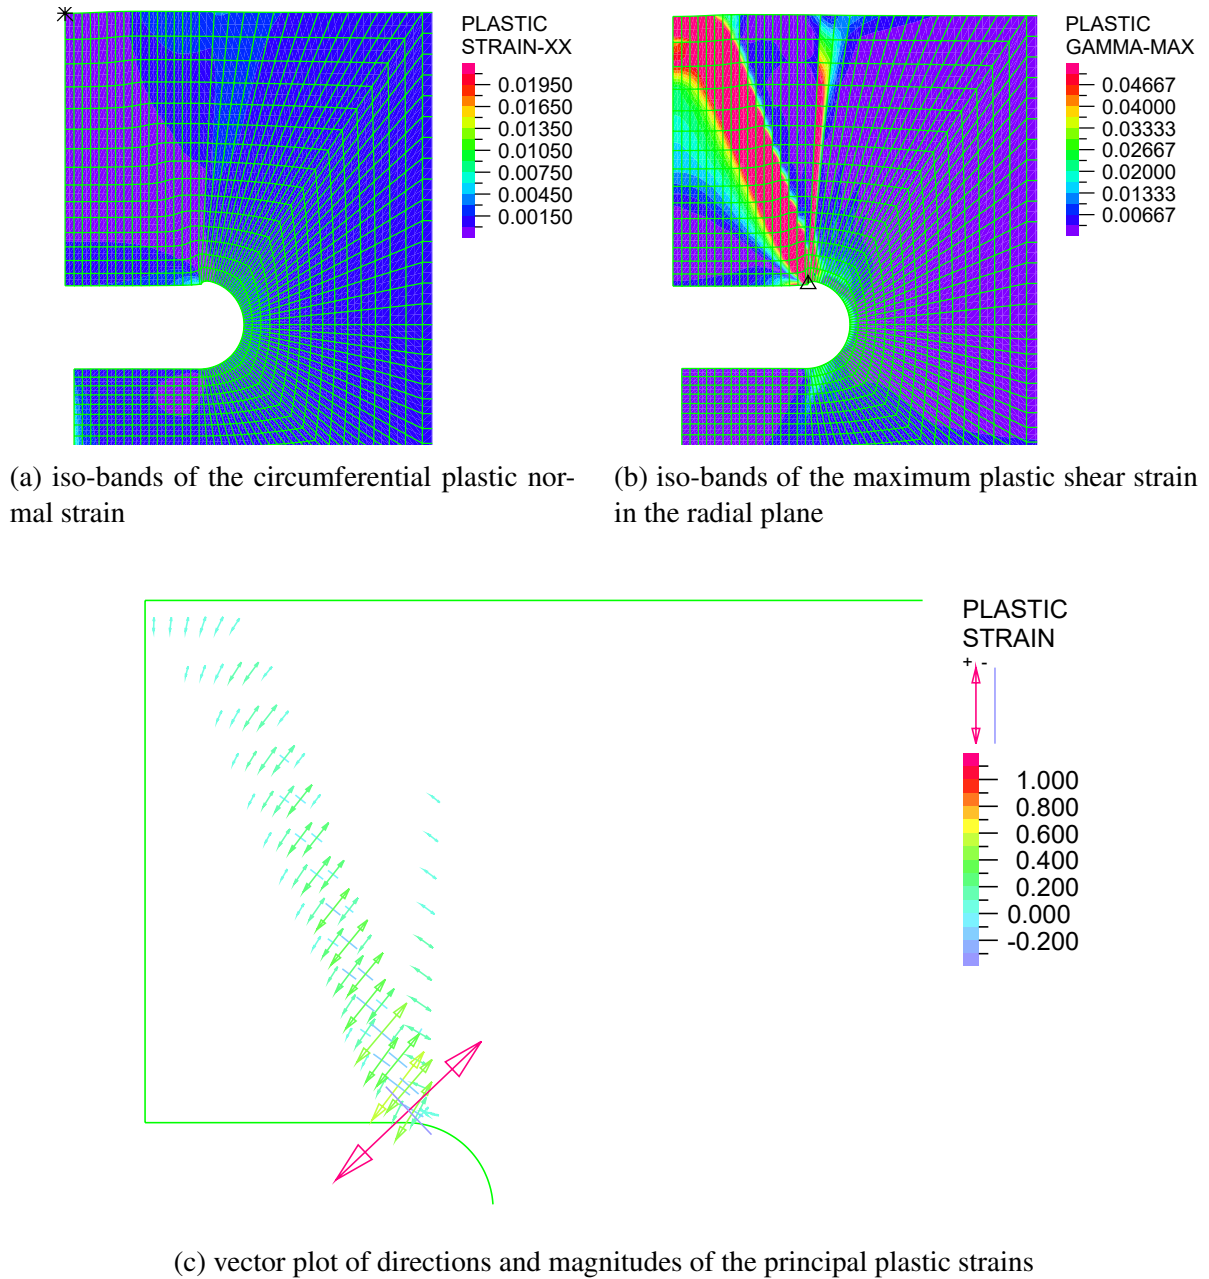 PLASTIC
STRAIN-XX
0.01950
0.01650
0.01350
0.01050
0.00750
0.00450
0.00150
PLASTIC
GAMMA-MAX
0.04667
0.04000
0.03333
0.02667
0.02000
0.01333
0.00667
(a) iso-bands of the circumferential plastic nor-
mal strain
(b) iso-bands of the maximum plastic shear strain
in the radial plane
PLASTIC
STRAIN
+ -
1.000
0.800
0.600
0.400
0.200
0.000
-0.200
(c) vector plot of directions and magnitudes of the principal plastic strains